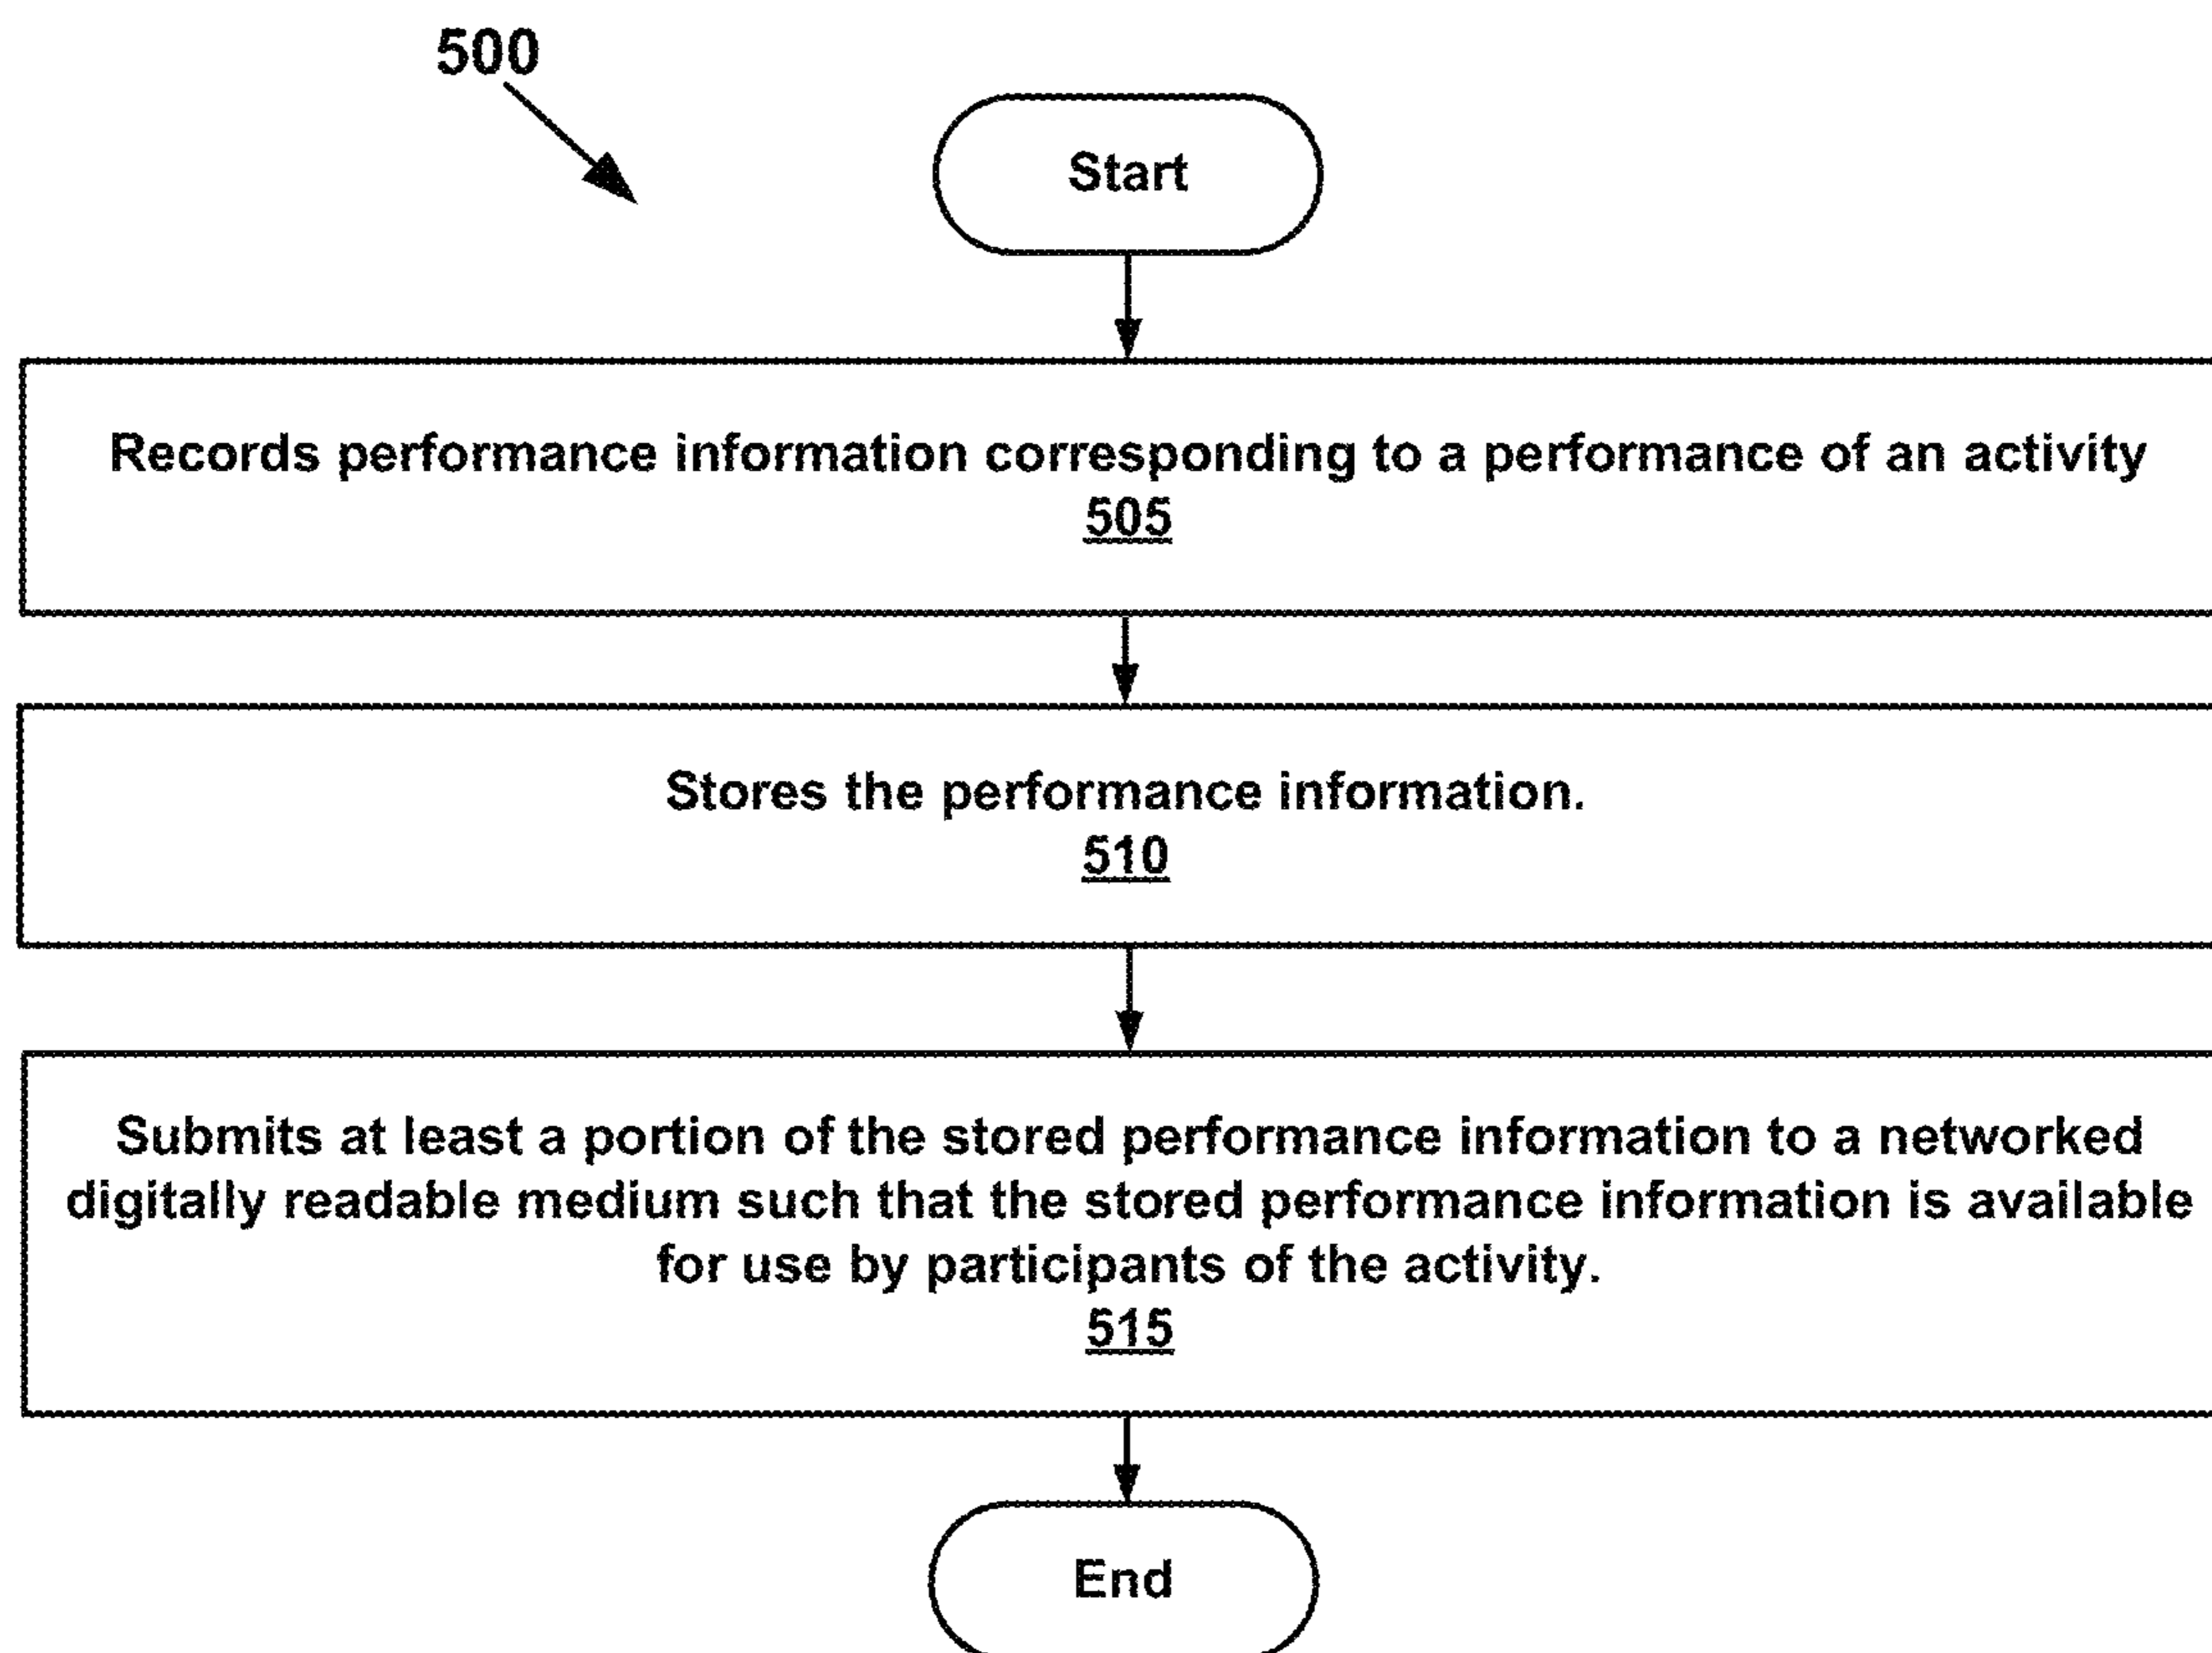 500
Start
Records performance information corresponding to a performance of an activity
505
Stores the performance information.
510
Submits at least a portion of the stored performance information to a networked
digitally readable medium such that the stored performance information is available
for use by participants of the activity.
515
End